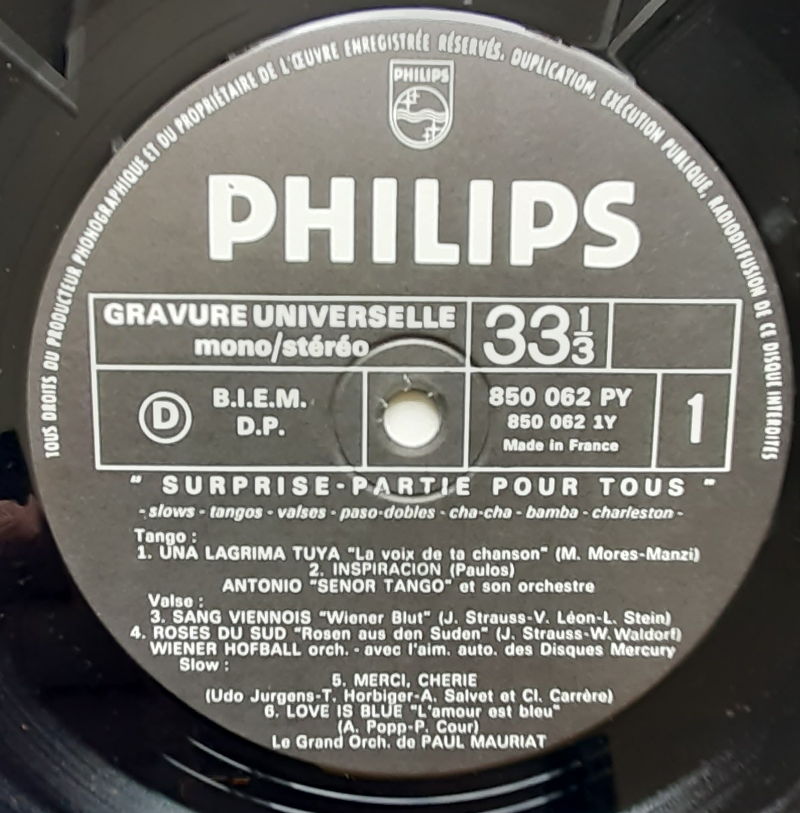 TOUS DROITS DU PRODUCTEUR PHONOGRAPHIQUE ET DU PROPRIÉTAIRE DE L'ŒUVRE ENREGISTRÉE RÉSERVÉS. DUPLICATION, EXÉCUTION PUBLIQUE, RADIODIFFUSION DE CE DISQUE INTERDITES
PHILIPS
PHILIPS
GRAVURE UNIVERSELLE
mono/stéréo
33 1/3
D
B.I.E.M.
D.P.
850 062 PY
850 062 1Y
Made in France
1
" SURPRISE-PARTIE POUR TOUS "
- slows - tangos - valses - paso-dobles - cha-cha - bamba - charleston -
Tango :
1. UNA LAGRIMA TUYA "La voix de ta chanson" (M. Mores-Manzi)
2. INSPIRACION (Paulos)
ANTONIO "SENOR TANGO" et son orchestre
Valse :
3. SANG VIENNOIS "Wiener Blut" (J. Strauss-V. Léon-L. Stein)
4. ROSES DU SUD "Rosen aus den Suden" (J. Strauss-W. Waldorf)
WIENER HOFBALL orch. - avec l'aim. auto. des Disques Mercury
Slow :
5. MERCI, CHERIE
(Udo Jurgens-T. Horbiger-A. Salvet et Cl. Carrère)
6. LOVE IS BLUE "L'amour est bleu"
(A. Popp-P. Cour)
Le Grand Orch. de PAUL MAURIAT